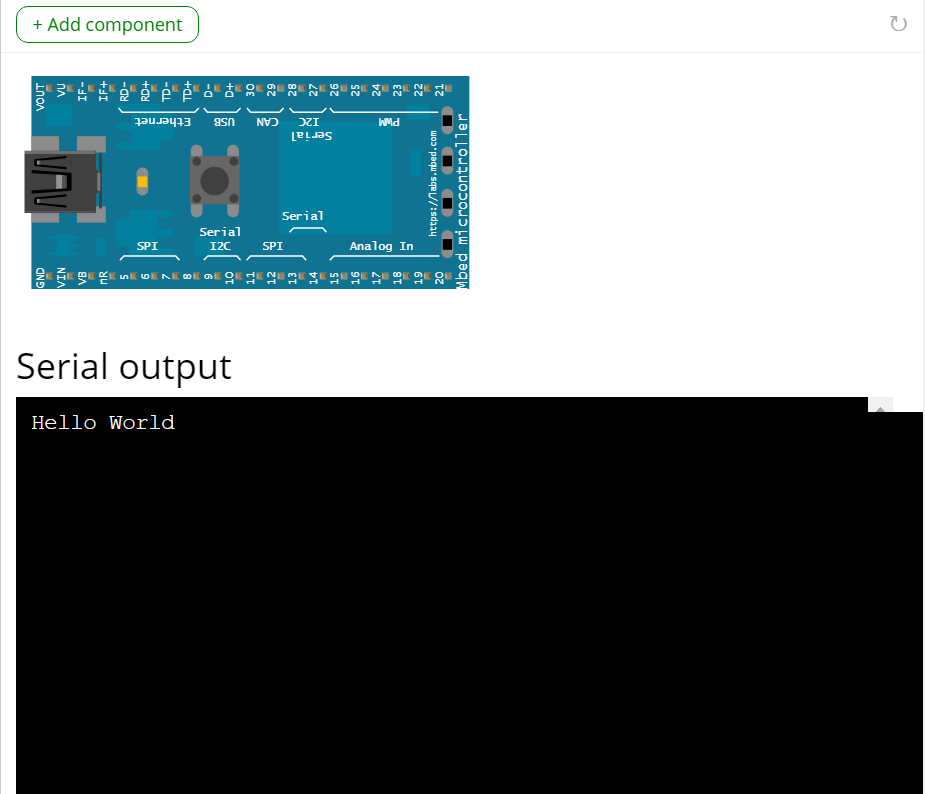 + Add component
VOUT VU IF- IF+ RD- RD+ TD- TD+ D- D+ 30 29 28 27 26 25 24 23 22 21
Ethernet USB CAN I2C PWM
Serial
https://labs.mbed.com
Mbed microcontroller
Serial
Serial
SPI I2C SPI Analog In
GND VIN VB nR 5 6 7 8 9 10 11 12 13 14 15 16 17 18 19 20
Serial output
Hello World